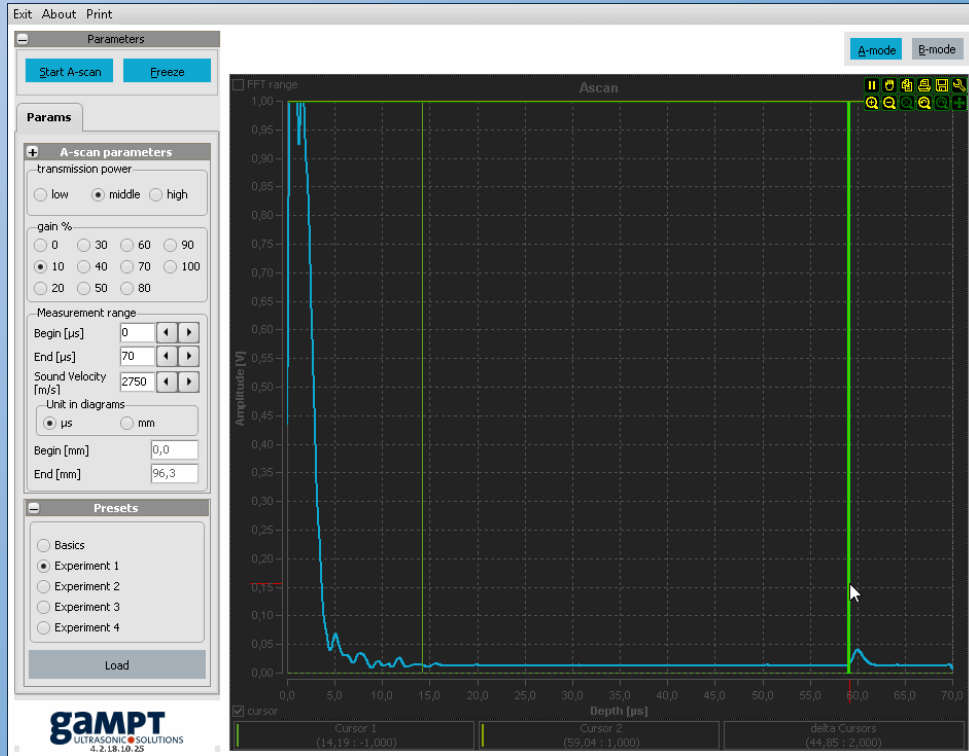 Exit About Print
Parameters
A-mode B-mode
Start A-scan Freeze
FFT range
Ascan
Params
A-scan parameters
transmission power
low middle high
gain %
0 30 60 90
10 40 70 100
20 50 80
Measurement range
Begin [µs] 0
End [µs] 70
Sound Velocity
[m/s] 2750
Unit in diagrams
µs mm
Begin [mm] 0,0
End [mm] 96,3
Presets
Basics
Experiment 1
Experiment 2
Experiment 3
Experiment 4
Load
GAMPT
ULTRASONIC SOLUTIONS
4.2.18.10.25
1,00
0,95
0,90
0,85
0,80
0,75
0,70
0,65
0,60
0,55
0,50
0,45
0,40
0,35
0,30
0,25
0,20
0,15
0,10
0,05
0,00
Amplitude [V]
0,0 5,0 10,0 15,0 20,0 25,0 30,0 35,0 40,0 45,0 50,0 55,0 60,0 65,0 70,0
cursor
Depth [µs]
Cursor 1
(14,19 : -1,000)
Cursor 2
(59,04 : 1,000)
delta Cursors
(44,85 : 2,000)